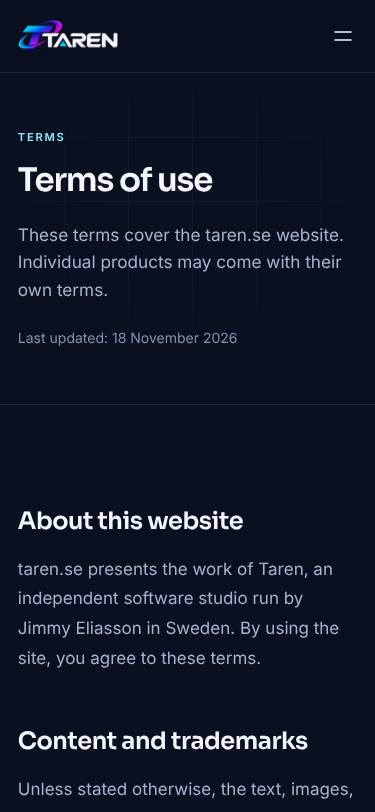 TAREN
TERMS
Terms of use
These terms cover the taren.se website.
Individual products may come with their
own terms.
Last updated: 18 November 2026
About this website
taren.se presents the work of Taren, an
independent software studio run by
Jimmy Eliasson in Sweden. By using the
site, you agree to these terms.
Content and trademarks
Unless stated otherwise, the text, images,